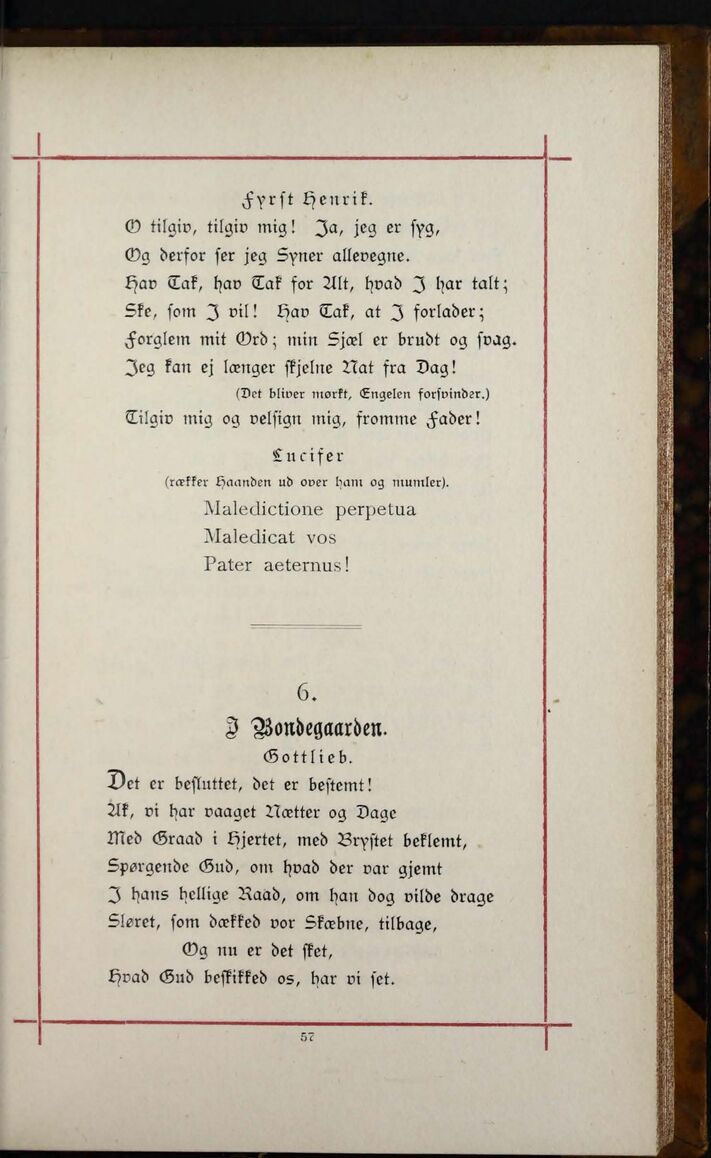 Fyrst Henrik.
O tilgiv, tilgiv mig! Ja, jeg er syg,
Og derfor ser jeg Syner allevegne.
Hav Tak, hav Tak for Alt, hvad I har talt;
Ske, som I vil! Hav Tak, at I forlader;
Forglem mit Ord; min Sjæl er brudt og svag.
Jeg kan ej længer skjelne Nat fra Dag!
(Det bliver mørkt, Engelen forsvinder.)
Tilgiv mig og velsign mig, fromme Fader!
Lucifer
(rækker Haanden ud over ham og mumler).
Maledictione perpetua
Maledicat vos
Pater aeternus!
6.
I Bondegaarden.
Gottlieb.
Det er besluttet, det er bestemt!
Ak, vi har vaaget Nætter og Dage
Med Graad i Hjertet, med Brystet beklemt,
Spørgende Gud, om hvad der var gjemt
I hans hellige Raad, om han dog vilde drage
Sløret, som dækked vor Skæbne, tilbage,
Og nu er det sket,
Hvad Gud beskikked os, har vi set.
57